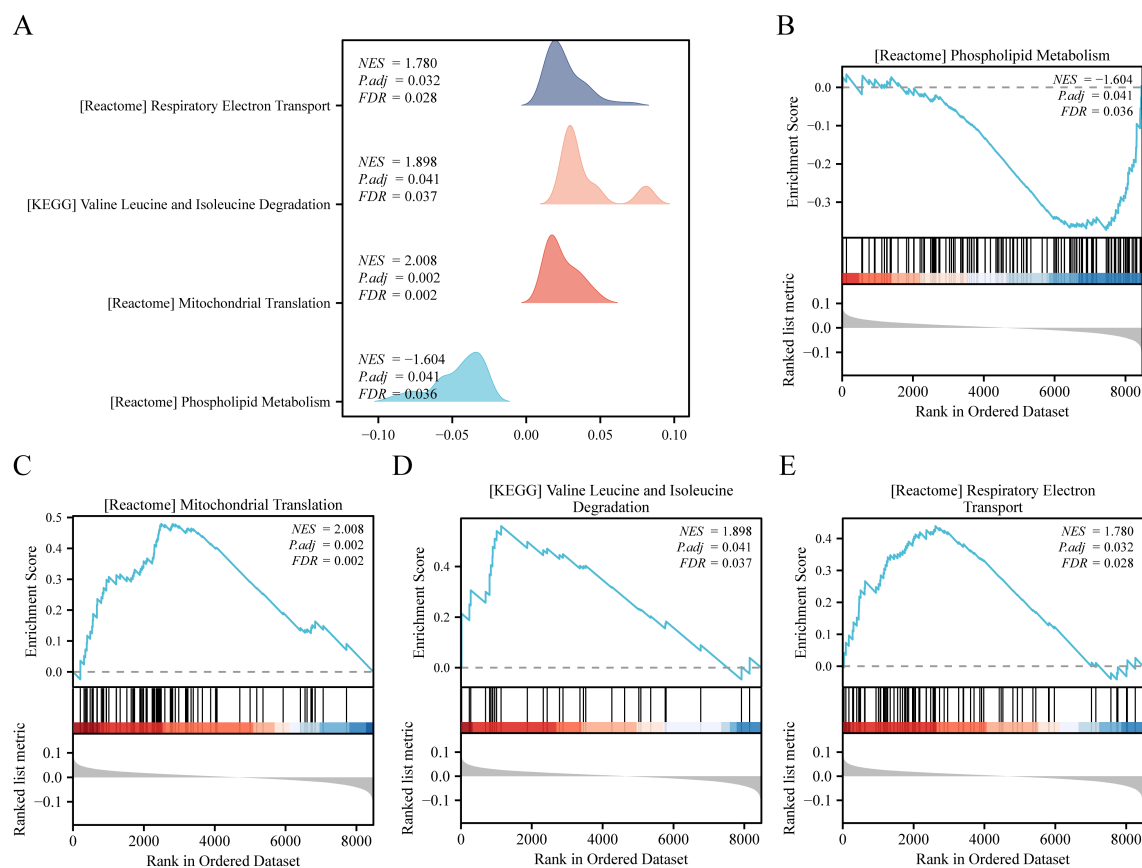 A
NES = 1.780
P.adj = 0.032
FDR = 0.028
[Reactome] Respiratory Electron Transport
NES = 1.898
P.adj = 0.041
FDR = 0.037
[KEGG] Valine Leucine and Isoleucine Degradation
NES = 2.008
P.adj = 0.002
FDR = 0.002
[Reactome] Mitochondrial Translation
NES = −1.604
P.adj = 0.041
FDR = 0.036
[Reactome] Phospholipid Metabolism
−0.10 −0.05 0.00 0.05 0.10
B
[Reactome] Phospholipid Metabolism
NES = −1.604
P.adj = 0.041
FDR = 0.036
Enrichment Score
0.0
−0.1
−0.2
−0.3
Ranked list metric
0.1
0.0
−0.1
0 2000 4000 6000 8000
Rank in Ordered Dataset
C
[Reactome] Mitochondrial Translation
NES = 2.008
P.adj = 0.002
FDR = 0.002
Enrichment Score
0.5
0.4
0.3
0.2
0.1
0.0
Ranked list metric
0.1
0.0
−0.1
0 2000 4000 6000 8000
Rank in Ordered Dataset
D
[KEGG] Valine Leucine and Isoleucine
Degradation
NES = 1.898
P.adj = 0.041
FDR = 0.037
Enrichment Score
0.4
0.2
0.0
Ranked list metric
0.1
0.0
−0.1
0 2000 4000 6000 8000
Rank in Ordered Dataset
E
[Reactome] Respiratory Electron
Transport
NES = 1.780
P.adj = 0.032
FDR = 0.028
Enrichment Score
0.4
0.3
0.2
0.1
0.0
Ranked list metric
0.1
0.0
−0.1
0 2000 4000 6000 8000
Rank in Ordered Dataset